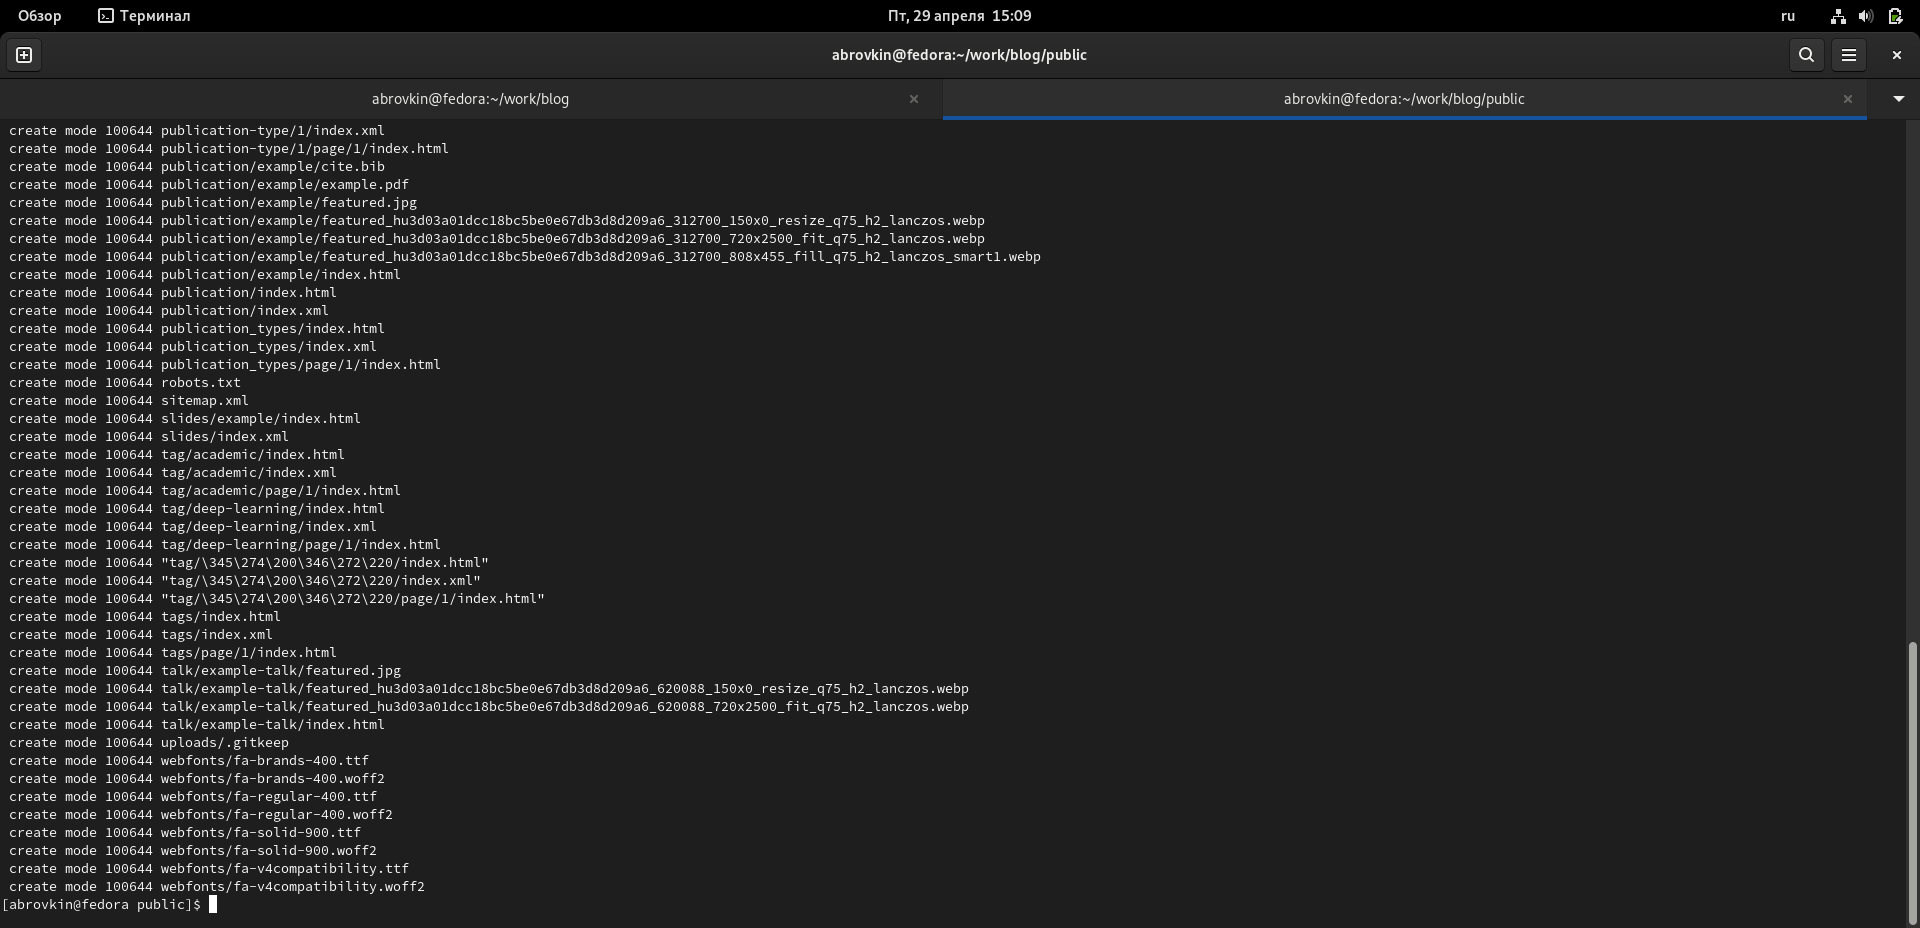 Обзор Терминал Пт, 29 апреля 15:09 ru
abrovkin@fedora:~/work/blog/public
abrovkin@fedora:~/work/blog abrovkin@fedora:~/work/blog/public
create mode 100644 publication-type/1/index.xml
create mode 100644 publication-type/1/page/1/index.html
create mode 100644 publication/example/cite.bib
create mode 100644 publication/example/example.pdf
create mode 100644 publication/example/featured.jpg
create mode 100644 publication/example/featured_hu3d03a01dcc18bc5be0e67db3d8d209a6_312700_150x0_resize_q75_h2_lanczos.webp
create mode 100644 publication/example/featured_hu3d03a01dcc18bc5be0e67db3d8d209a6_312700_720x2500_fit_q75_h2_lanczos.webp
create mode 100644 publication/example/featured_hu3d03a01dcc18bc5be0e67db3d8d209a6_312700_808x455_fill_q75_h2_lanczos_smart1.webp
create mode 100644 publication/example/index.html
create mode 100644 publication/index.html
create mode 100644 publication/index.xml
create mode 100644 publication_types/index.html
create mode 100644 publication_types/index.xml
create mode 100644 publication_types/page/1/index.html
create mode 100644 robots.txt
create mode 100644 sitemap.xml
create mode 100644 slides/example/index.html
create mode 100644 slides/index.xml
create mode 100644 tag/academic/index.html
create mode 100644 tag/academic/index.xml
create mode 100644 tag/academic/page/1/index.html
create mode 100644 tag/deep-learning/index.html
create mode 100644 tag/deep-learning/index.xml
create mode 100644 tag/deep-learning/page/1/index.html
create mode 100644 "tag/\345\274\200\346\272\220/index.html"
create mode 100644 "tag/\345\274\200\346\272\220/index.xml"
create mode 100644 "tag/\345\274\200\346\272\220/page/1/index.html"
create mode 100644 tags/index.html
create mode 100644 tags/index.xml
create mode 100644 tags/page/1/index.html
create mode 100644 talk/example-talk/featured.jpg
create mode 100644 talk/example-talk/featured_hu3d03a01dcc18bc5be0e67db3d8d209a6_620088_150x0_resize_q75_h2_lanczos.webp
create mode 100644 talk/example-talk/featured_hu3d03a01dcc18bc5be0e67db3d8d209a6_620088_720x2500_fit_q75_h2_lanczos.webp
create mode 100644 talk/example-talk/index.html
create mode 100644 uploads/.gitkeep
create mode 100644 webfonts/fa-brands-400.ttf
create mode 100644 webfonts/fa-brands-400.woff2
create mode 100644 webfonts/fa-regular-400.ttf
create mode 100644 webfonts/fa-regular-400.woff2
create mode 100644 webfonts/fa-solid-900.ttf
create mode 100644 webfonts/fa-solid-900.woff2
create mode 100644 webfonts/fa-v4compatibility.ttf
create mode 100644 webfonts/fa-v4compatibility.woff2
[abrovkin@fedora public]$